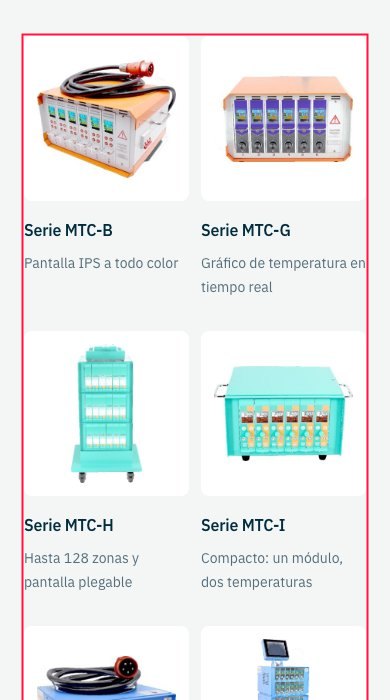 Serie MTC-B
Pantalla IPS a todo color
Serie MTC-G
Gráfico de temperatura en
tiempo real
Serie MTC-H
Hasta 128 zonas y
pantalla plegable
Serie MTC-I
Compacto: un módulo,
dos temperaturas